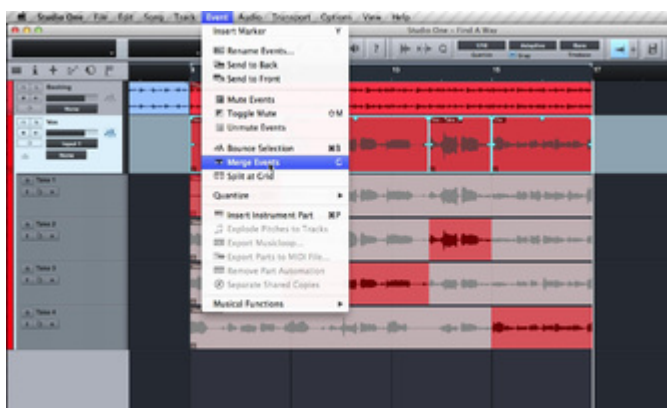 Studio One File Edit Song Track Event Audio Transport Options View Help
Studio One - Find A Way
Insert Marker Y
Rename Events...
Send to Back
Send to Front
Mute Events
Toggle Mute ⇧M
Unmute Events
Bounce Selection ⌘B
Merge Events G
Split at Grid
Quantize
Insert Instrument Part ⌘P
Explode Pitches to Tracks
Export Musicloop...
Export Parts to MIDI File...
Remove Part Automation
Separate Shared Copies
Musical Functions
Vox
Input 1
None
Take 1
Take 2
Take 3
Take 4